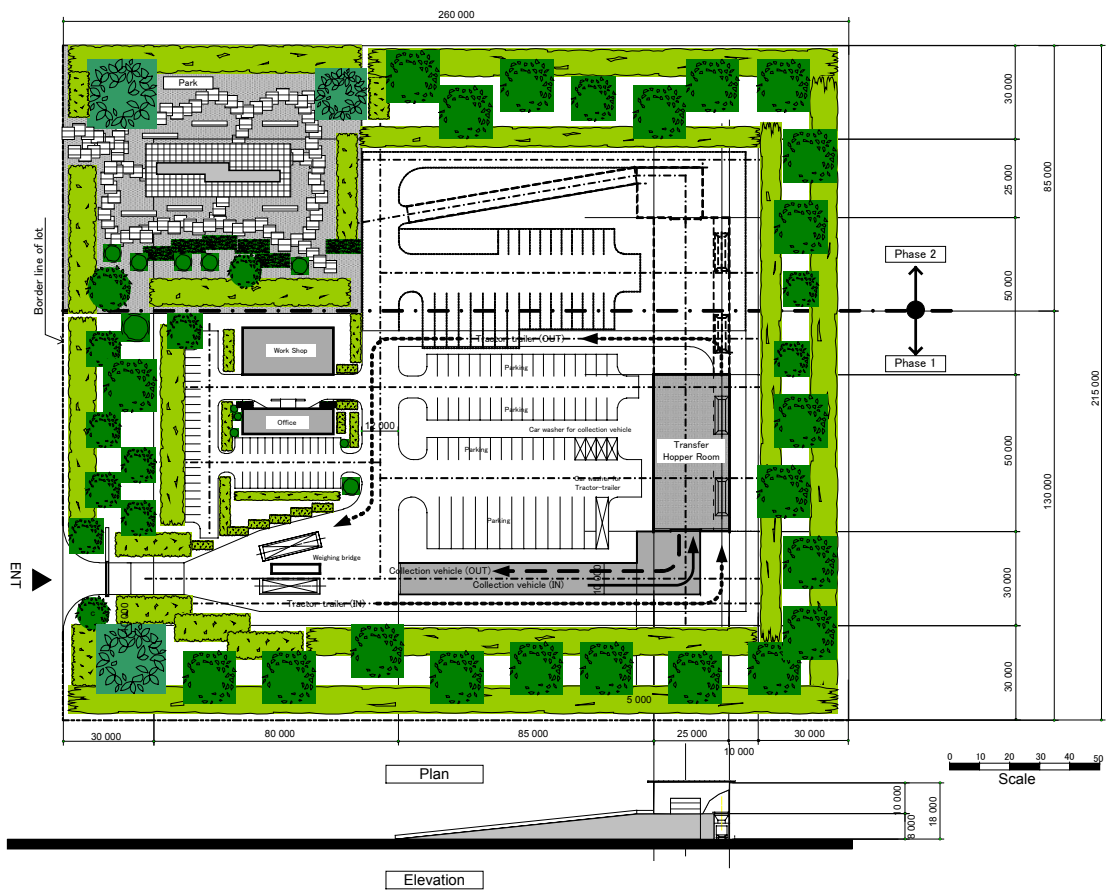 260 000
Park
30 000
25 000
85 000
Border line of lot
Phase 2
50 000
Phase 1
215 000
Tractor-trailer (OUT)
Work Shop
Parking
Parking
Office
12 000
Car washer for collection vehicle
Parking
Transfer
Hopper Room
50 000
130 000
Car washer for
Tractor-trailer
Parking
Weighing bridge
ENT
Collection vehicle (OUT)
Collection vehicle (IN)
10 000
30 000
Tractor-trailer (IN)
30 000
5 000
30 000
80 000
85 000
25 000
10 000
30 000
Plan
0 10 20 30 40 50
Scale
10 000
8 000
18 000
Elevation